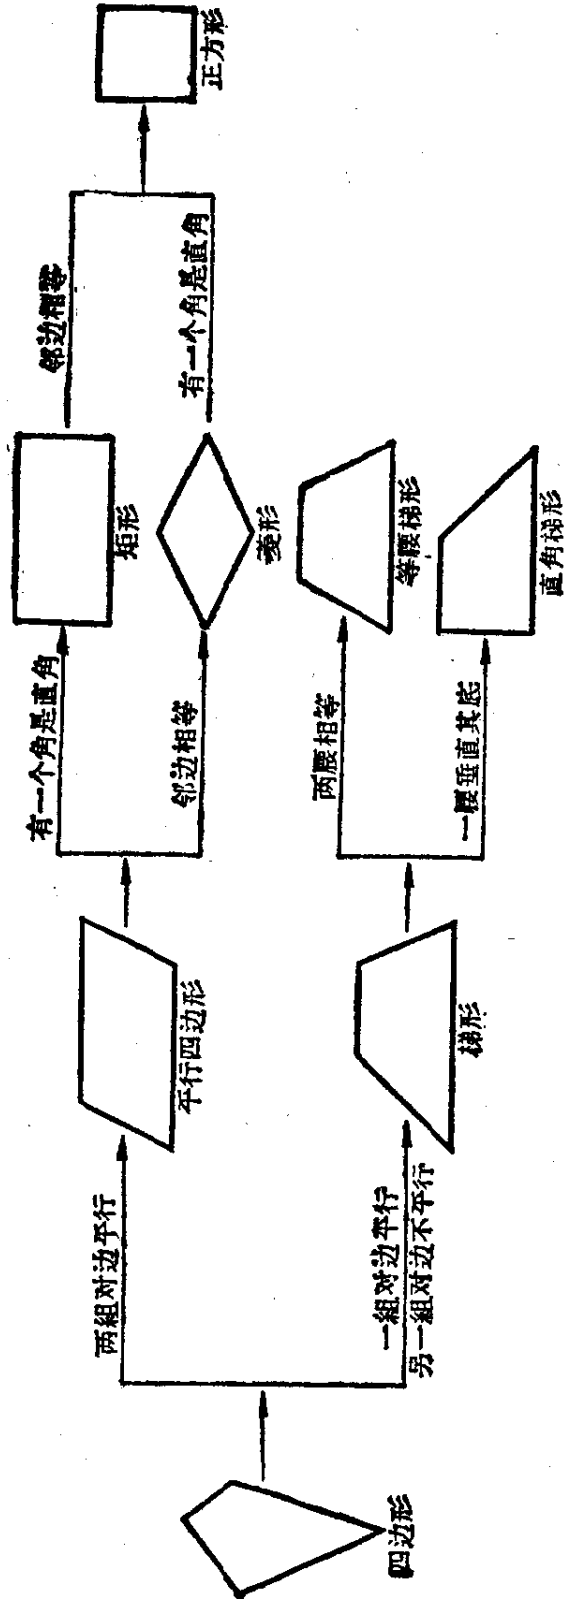 四边形
两組对边平行
一組对边平行
另一組对边不平行
平行四边形
梯形
有一个角是直角
邻边相等
两腰相等
一腰垂直其底
矩形
菱形
等腰梯形
直角梯形
邻边相等
有一个角是直角
正方形